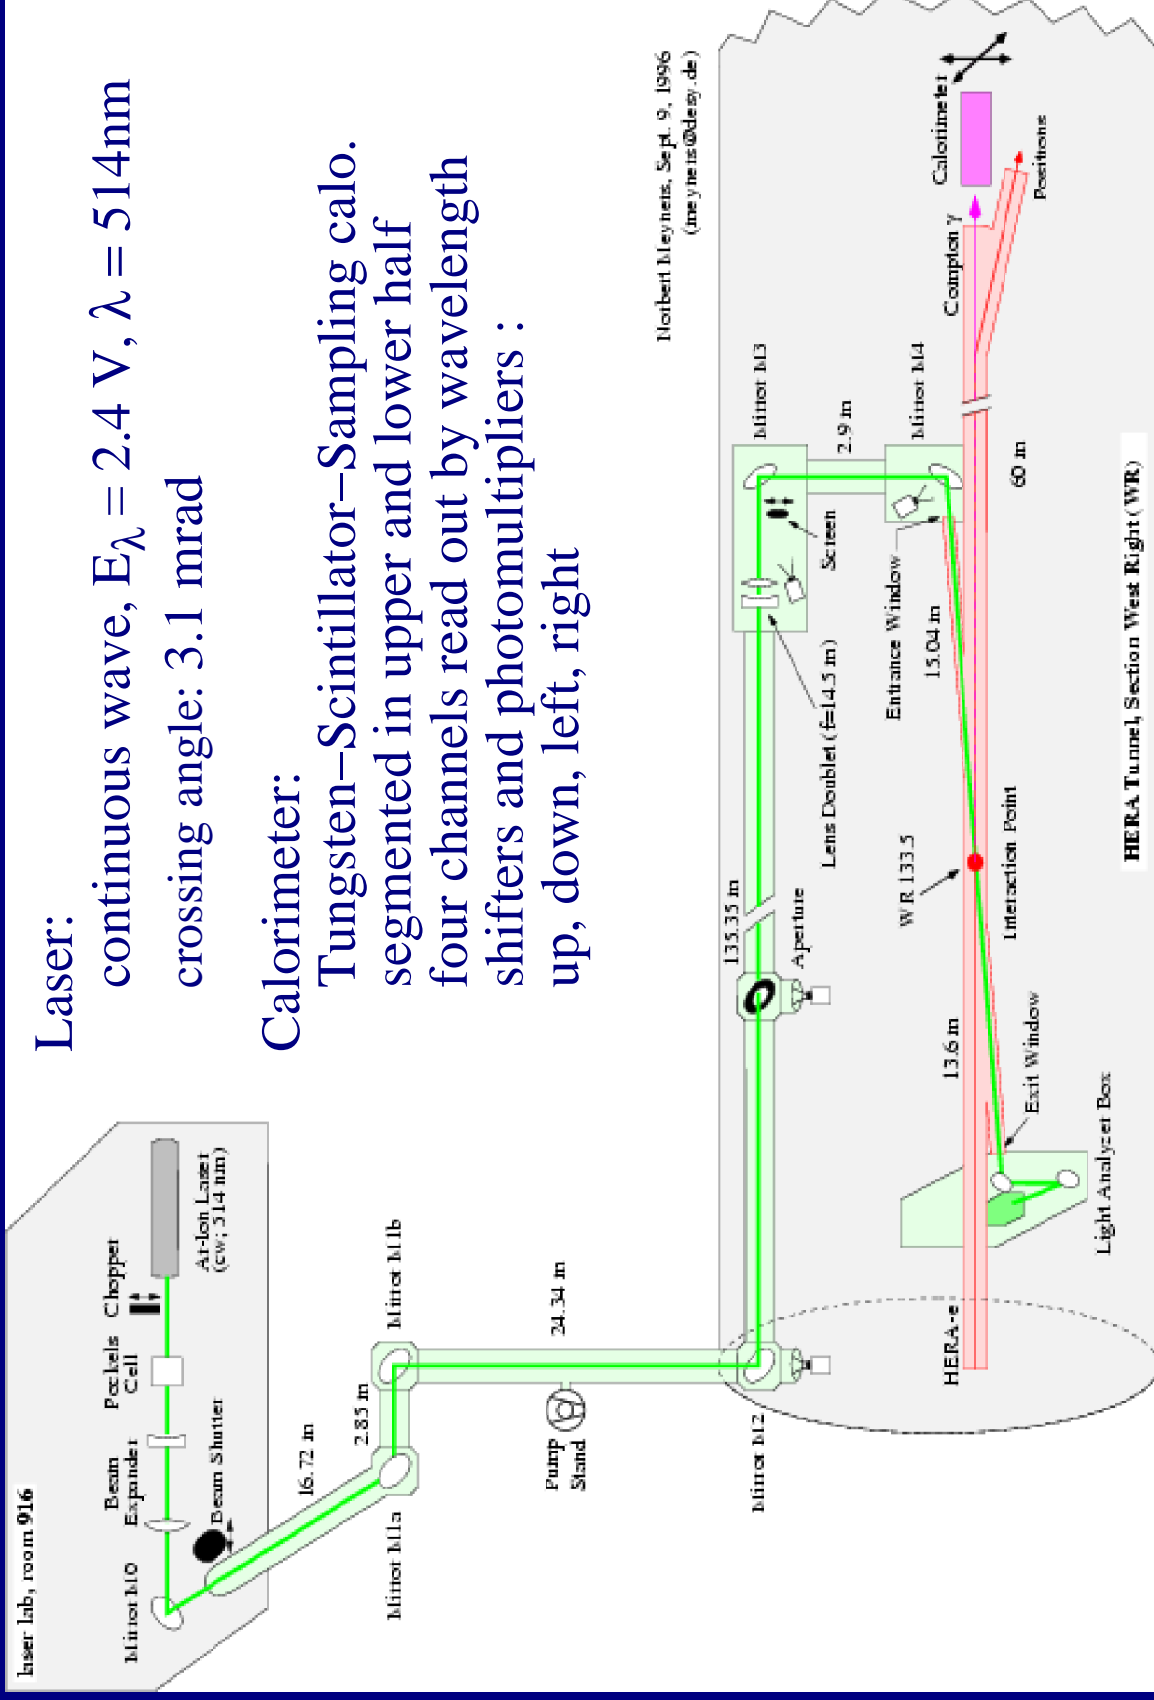 Laser:
continuous wave, Eλ = 2.4 V, λ = 514nm
crossing angle: 3.1 mrad
Calorimeter:
Tungsten–Scintillator–Sampling calo.
segmented in upper and lower half
four channels read out by wavelength
shifters and photomultipliers :
up, down, left, right
laser lab, room 916
Mirror M0
Beam
Expander
Pockels
Cell
Chopper
Beam Shutter
Ar-Ion Laser
(cw; 514 nm)
16.72 m
2.85 m
Mirror M1a
Mirror M1b
Pump
Stand
24.34 m
Mirror M2
Norbert Meyners, Sept. 9, 1996
(meyners@desy.de)
135.35 m
Aperture
Lens Doublet (f=14.5 m)
Screen
Mirror M3
2.9 m
Mirror M4
Entrance Window
15.04 m
WR 133.5
Interaction Point
13.6 m
HERA-e
Exit Window
Light Analyzer Box
60 m
Compton γ
Calorimeter
Positrons
HERA Tunnel, Section West Right (WR)